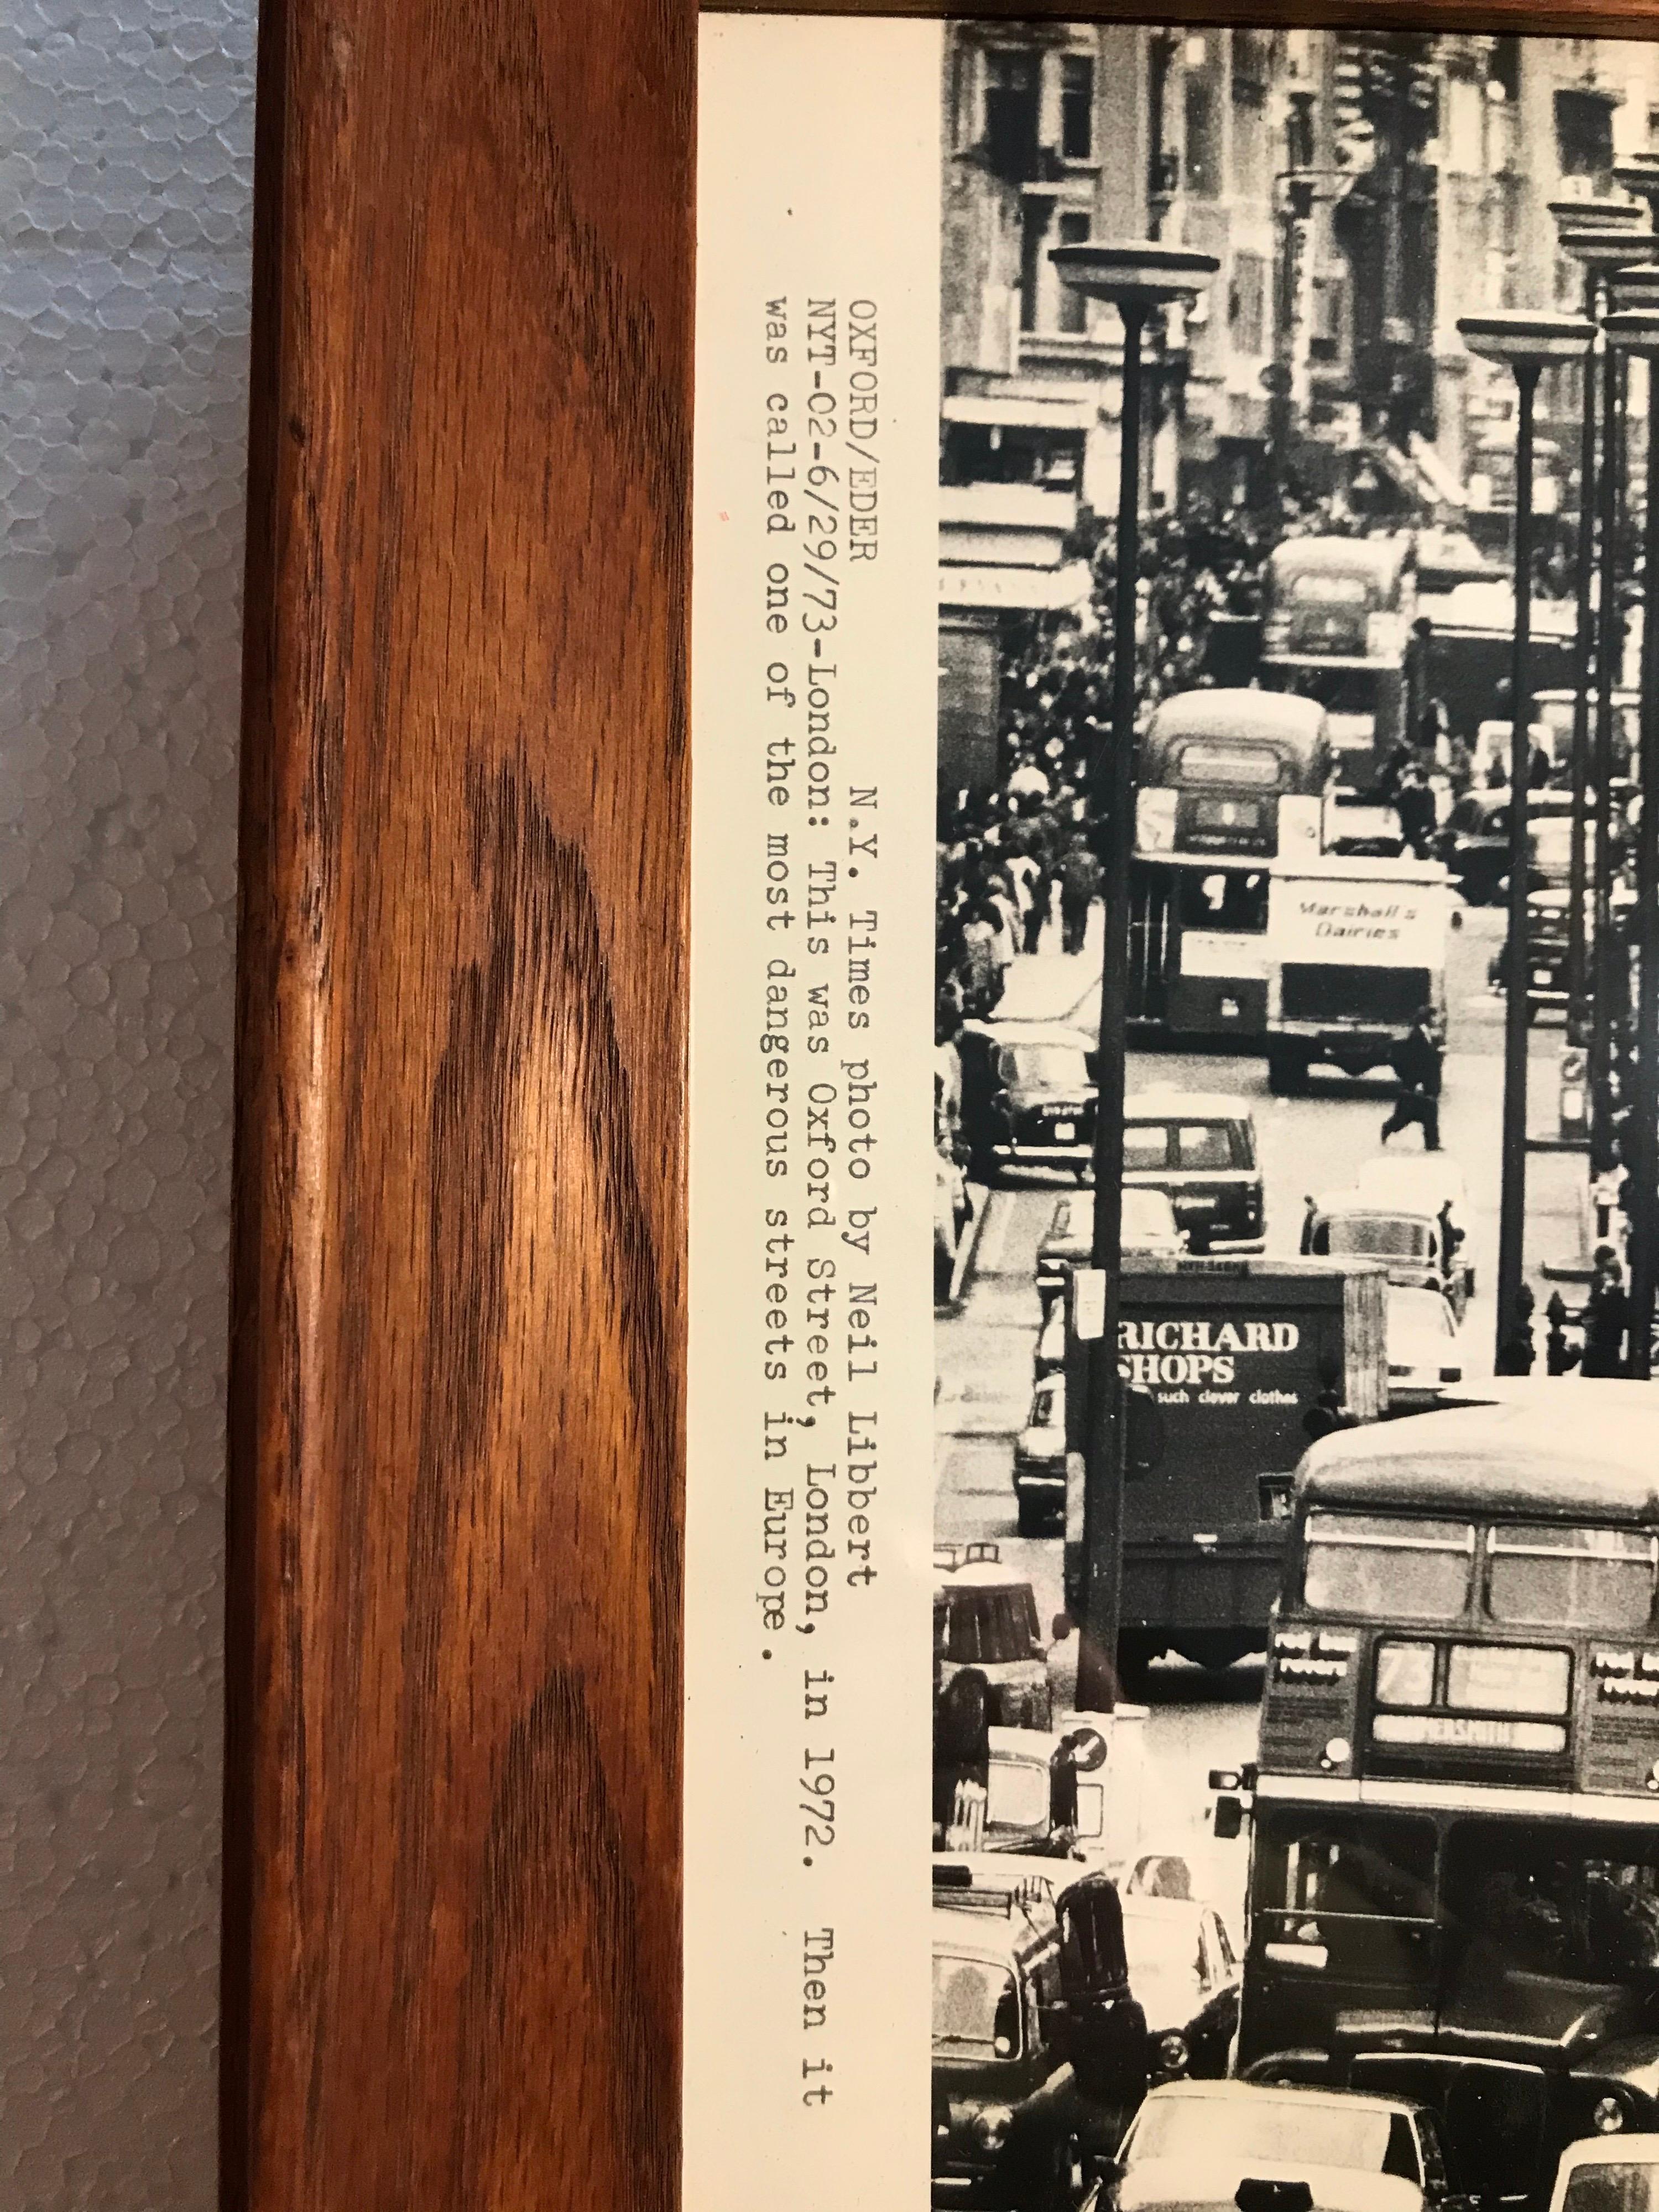 OXFORD/EDER N.Y. Times photo by Neil Libbert
NYT-02-6/29/73-London: This was Oxford Street, London, in 1972. Then it
was called one of the most dangerous streets in Europe.
Marshall's
Dairies
RICHARD
SHOPS
such clever clothes
73